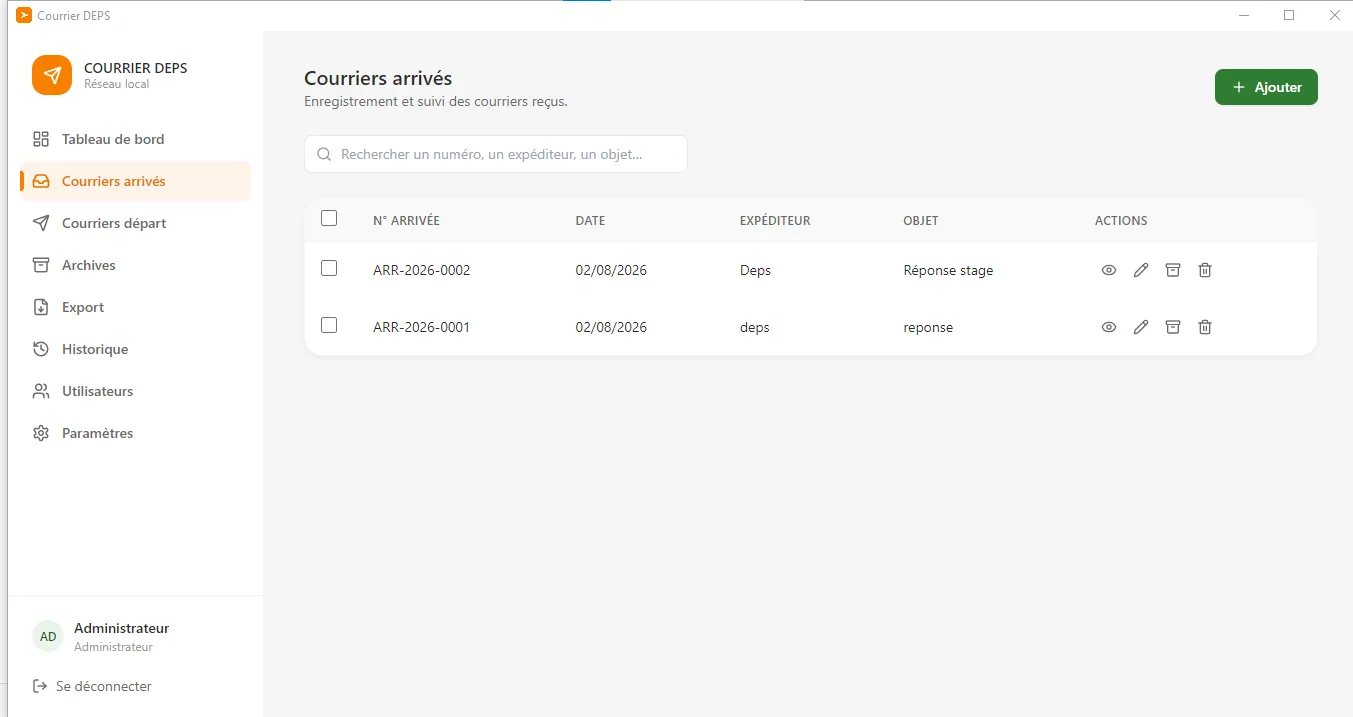 Courrier DEPS
COURRIER DEPS
Réseau local
Tableau de bord
Courriers arrivés
Courriers départ
Archives
Export
Historique
Utilisateurs
Paramètres
AD
Administrateur
Administrateur
Se déconnecter
Courriers arrivés
Enregistrement et suivi des courriers reçus.
+ Ajouter
Rechercher un numéro, un expéditeur, un objet...
N° ARRIVÉE DATE EXPÉDITEUR OBJET ACTIONS
ARR-2026-0002 02/08/2026 Deps Réponse stage
ARR-2026-0001 02/08/2026 deps reponse